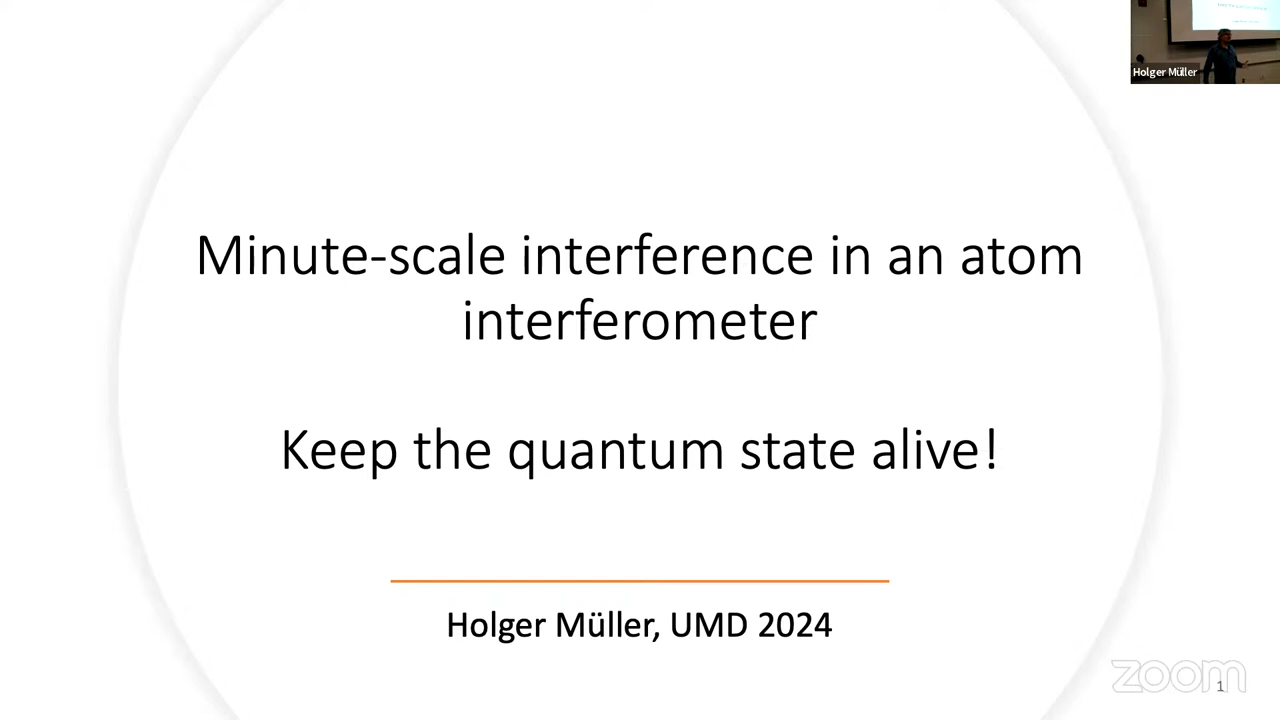 Holger Müller
Minute-scale interference in an atom
interferometer
Keep the quantum state alive!
Holger Müller, UMD 2024
zoom
1